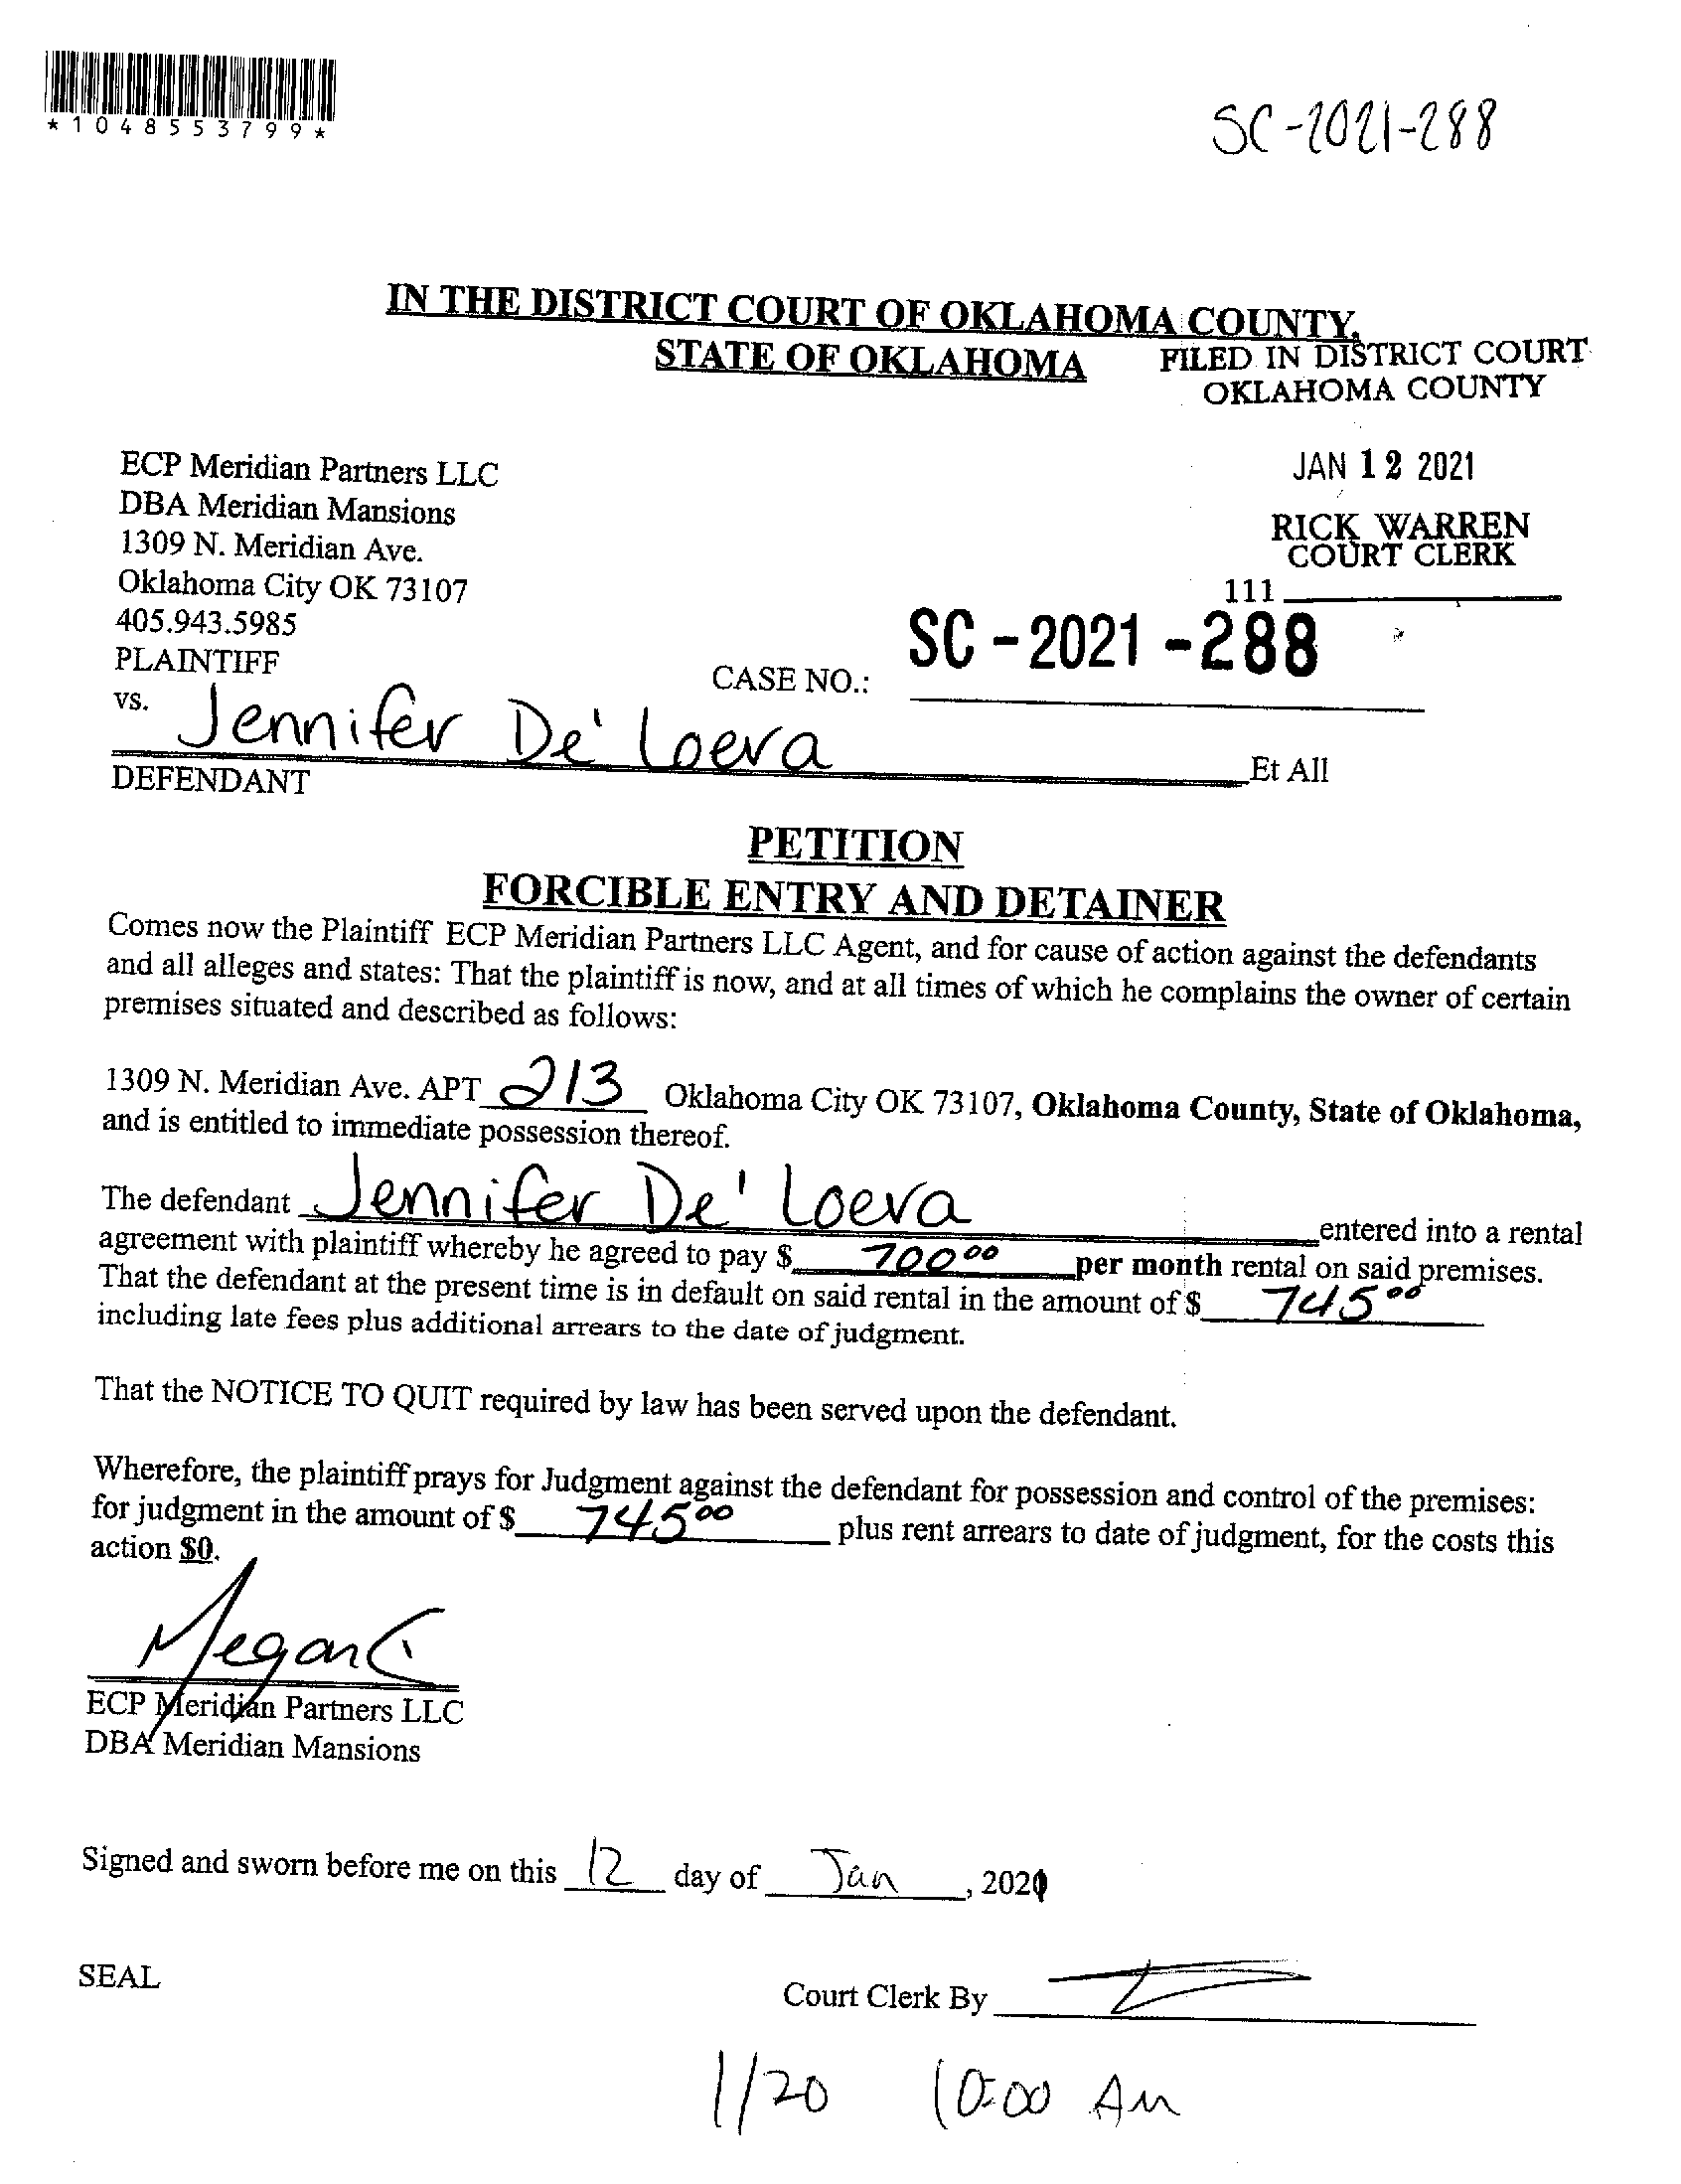 *1048553799*
SC-2021-288
IN THE DISTRICT COURT OF OKLAHOMA COUNTY,
STATE OF OKLAHOMA
FILED IN DISTRICT COURT
OKLAHOMA COUNTY
JAN 12 2021
RICK WARREN
COURT CLERK
111
ECP Meridian Partners LLC
DBA Meridian Mansions
1309 N. Meridian Ave.
Oklahoma City OK 73107
405.943.5985
PLAINTIFF
CASE NO.: SC-2021-288
vs.
Jennifer De' Loera Et All
DEFENDANT
PETITION
FORCIBLE ENTRY AND DETAINER
Comes now the Plaintiff ECP Meridian Partners LLC Agent, and for cause of action against the defendants
and all alleges and states: That the plaintiff is now, and at all times of which he complains the owner of certain
premises situated and described as follows:
1309 N. Meridian Ave. APT 213 Oklahoma City OK 73107, Oklahoma County, State of Oklahoma,
and is entitled to immediate possession thereof.
The defendant Jennifer De' Loera entered into a rental
agreement with plaintiff whereby he agreed to pay $ 700 00 per month rental on said premises.
That the defendant at the present time is in default on said rental in the amount of $ 745 00
including late fees plus additional arrears to the date of judgment.
That the NOTICE TO QUIT required by law has been served upon the defendant.
Wherefore, the plaintiff prays for Judgment against the defendant for possession and control of the premises:
for judgment in the amount of $ 745 00 plus rent arrears to date of judgment, for the costs this
action $0.
Megan
ECP Meridian Partners LLC
DBA Meridian Mansions
Signed and sworn before me on this 12 day of Jan, 2021
SEAL
Court Clerk By
1/20 10:00 AM